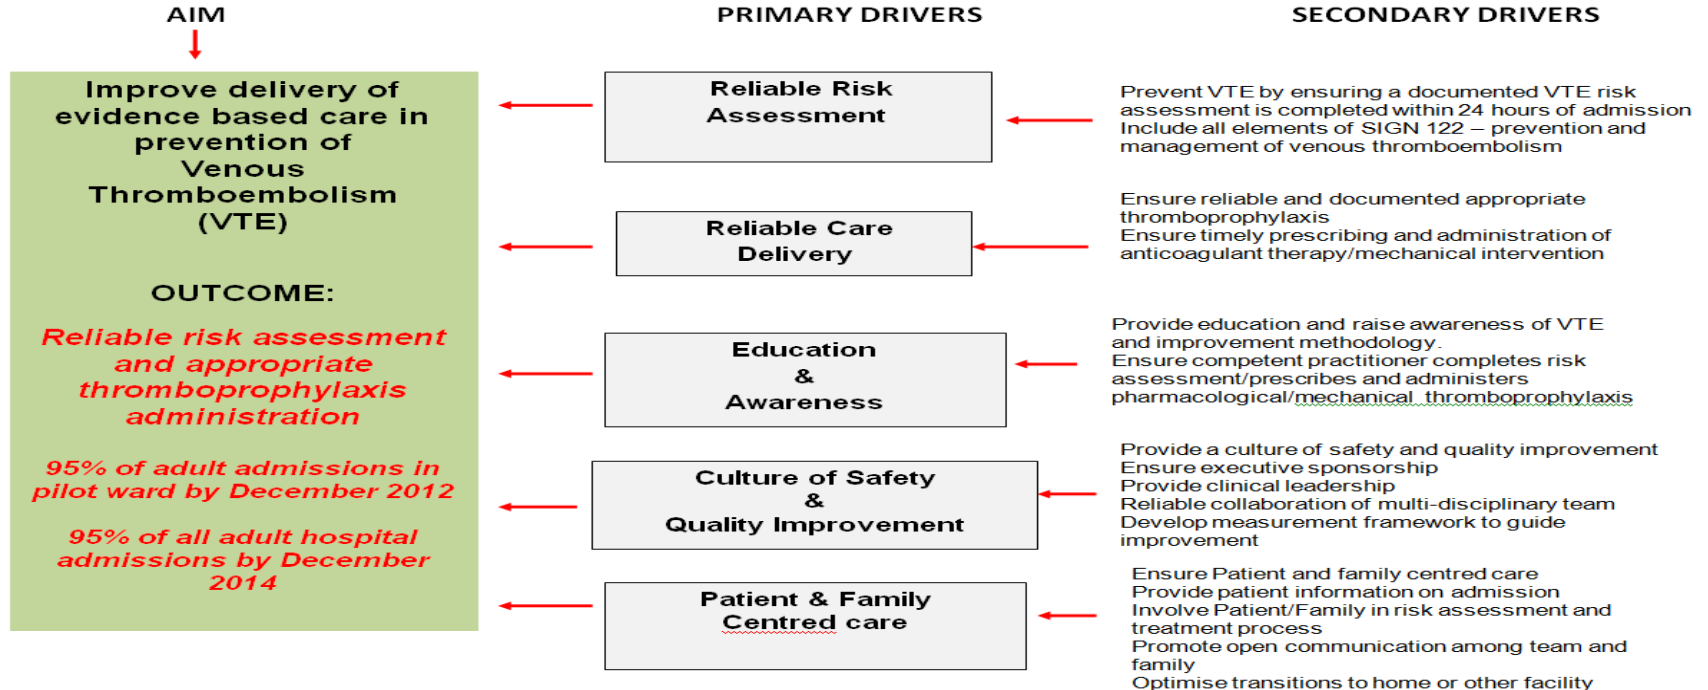 AIM
PRIMARY DRIVERS
SECONDARY DRIVERS
Improve delivery of
evidence based care in
prevention of
Venous
Thromboembolism
(VTE)
OUTCOME:
Reliable risk assessment
and appropriate
thromboprophylaxis
administration
95% of adult admissions in
pilot ward by December 2012
95% of all adult hospital
admissions by December
2014
Reliable Risk
Assessment
Prevent VTE by ensuring a documented VTE risk
assessment is completed within 24 hours of admission
Include all elements of SIGN 122 – prevention and
management of venous thromboembolism
Reliable Care
Delivery
Ensure reliable and documented appropriate
thromboprophylaxis
Ensure timely prescribing and administration of
anticoagulant therapy/mechanical intervention
Education
&
Awareness
Provide education and raise awareness of VTE
and improvement methodology.
Ensure competent practitioner completes risk
assessment/prescribes and administers
pharmacological/mechanical thromboprophylaxis
Culture of Safety
&
Quality Improvement
Provide a culture of safety and quality improvement
Ensure executive sponsorship
Provide clinical leadership
Reliable collaboration of multi-disciplinary team
Develop measurement framework to guide
improvement
Patient & Family
Centred care
Ensure Patient and family centred care
Provide patient information on admission
Involve Patient/Family in risk assessment and
treatment process
Promote open communication among team and
family
Optimise transitions to home or other facility